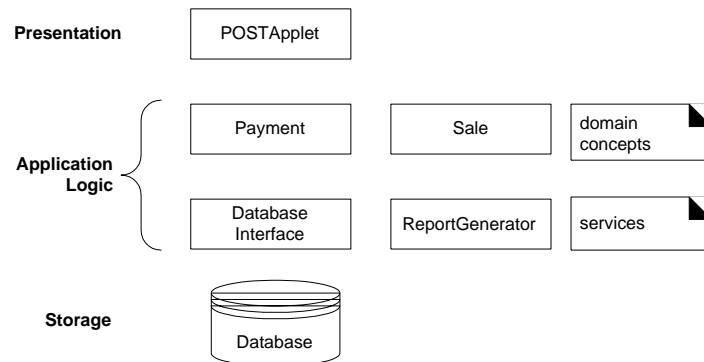 Presentation
POSTApplet
Payment
Sale
domain
concepts
Application
Logic
Database
Interface
ReportGenerator
services
Storage
Database